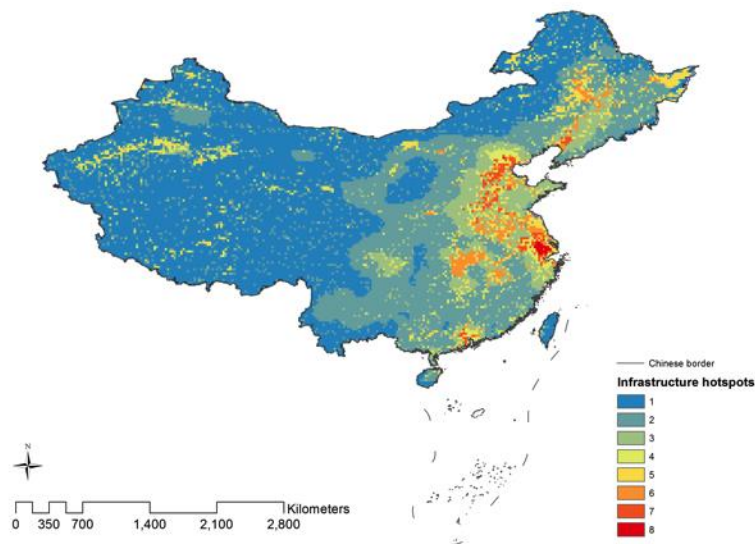 Chinese border
Infrastructure hotspots
1
2
3
4
5
6
7
8
N
Kilometers
0 350 700 1,400 2,100 2,800